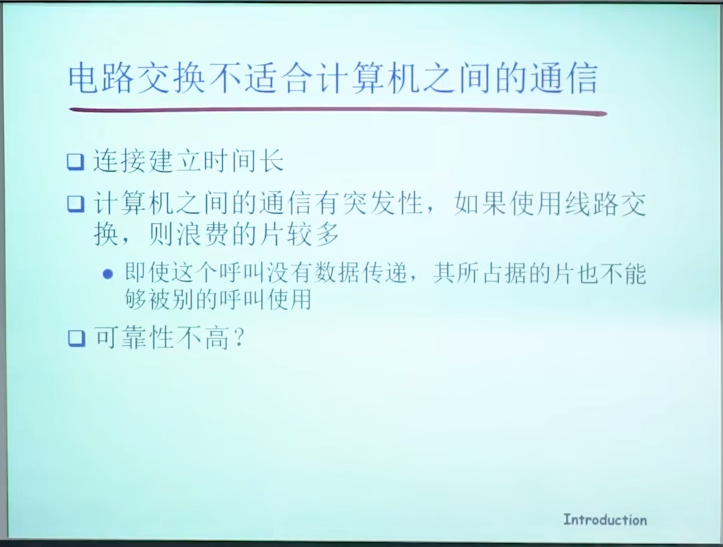 电路交换不适合计算机之间的通信
连接建立时间长
计算机之间的通信有突发性，如果使用线路交
换，则浪费的片较多
即使这个呼叫没有数据传递，其所占据的片也不能
够被别的呼叫使用
可靠性不高？
Introduction